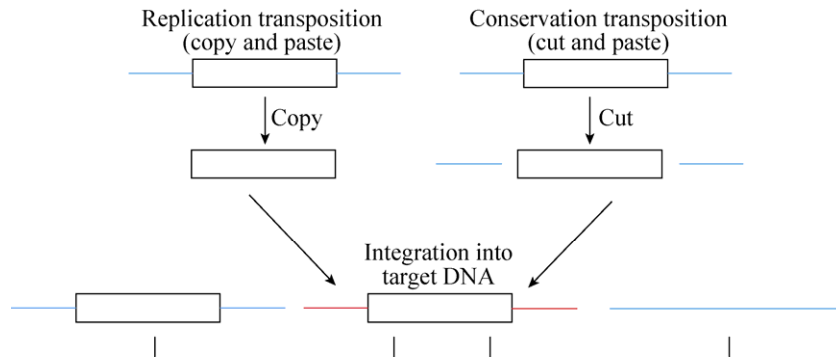 Replication transposition
(copy and paste)
Conservation transposition
(cut and paste)
Copy
Cut
Integration into
target DNA